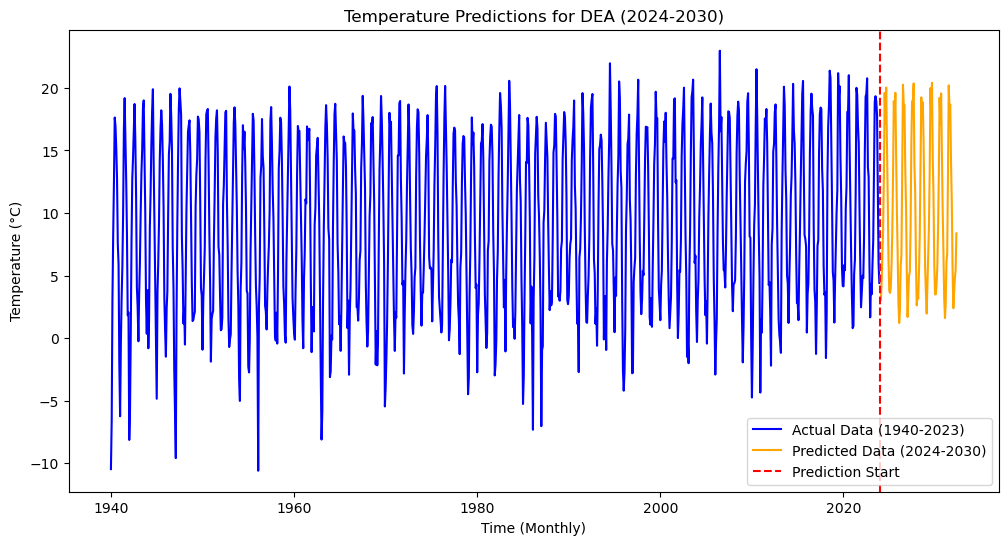 Temperature Predictions for DEA (2024-2030)
Temperature (°C)
20
15
10
5
0
−5
−10
1940
1960
1980
2000
2020
Time (Monthly)
Actual Data (1940-2023)
Predicted Data (2024-2030)
Prediction Start